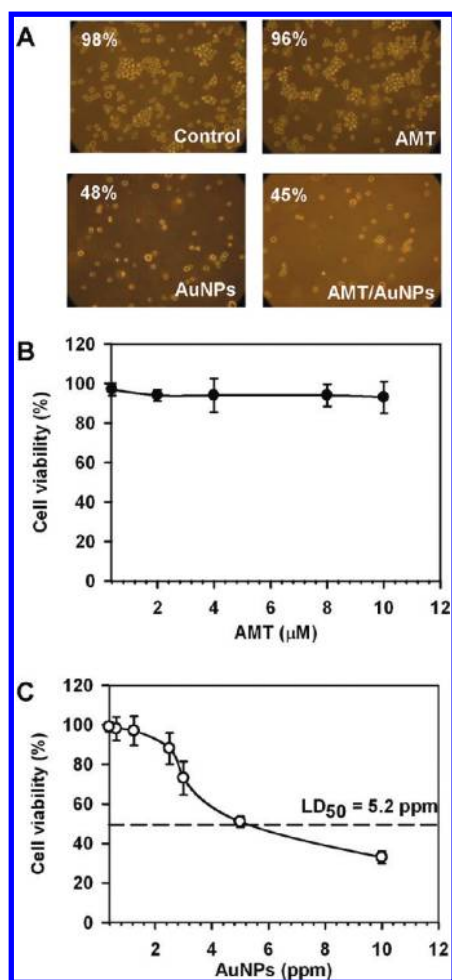 A
98%
Control
96%
AMT
48%
AuNPs
45%
AMT/AuNPs
B
Cell viability (%)
120
100
80
60
40
20
0
2
4
6
8
10
12
AMT (μM)
C
Cell viability (%)
120
100
80
60
40
20
0
LD50 = 5.2 ppm
2
4
6
8
10
12
AuNPs (ppm)